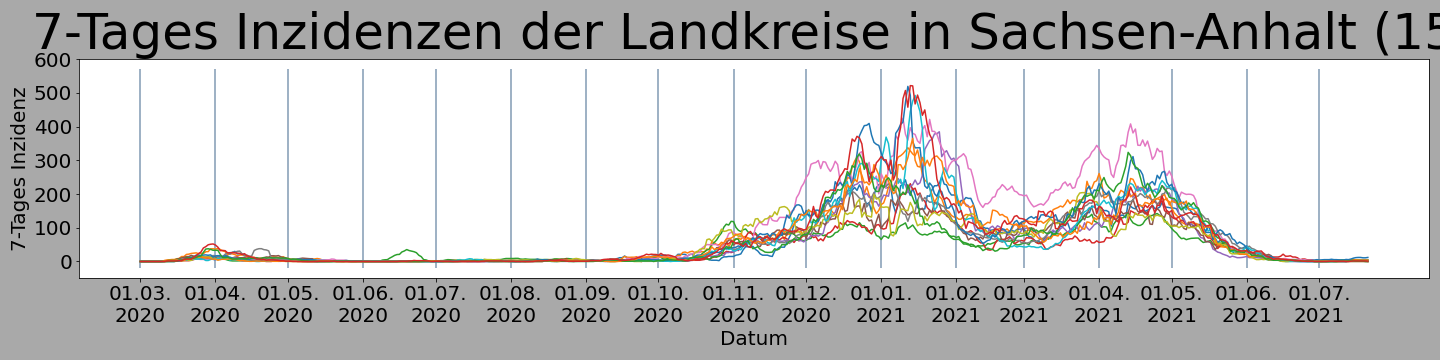 7-Tages Inzidenzen der Landkreise in Sachsen-Anhalt (15
7-Tages Inzidenz
600
500
400
300
200
100
0
01.03. 01.04. 01.05. 01.06. 01.07. 01.08. 01.09. 01.10. 01.11. 01.12. 01.01. 01.02. 01.03. 01.04. 01.05. 01.06. 01.07.
2020 2020 2020 2020 2020 2020 2020 2020 2020 2020 2021 2021 2021 2021 2021 2021 2021
Datum